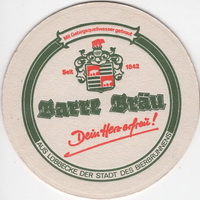 Mit Gebirgsquellwasser gebraut
Seit 1842
Barre Bräu
Dein Herz erfreu!
AUS LÜBBECKE DER STADT DES BIERBRUNNENS